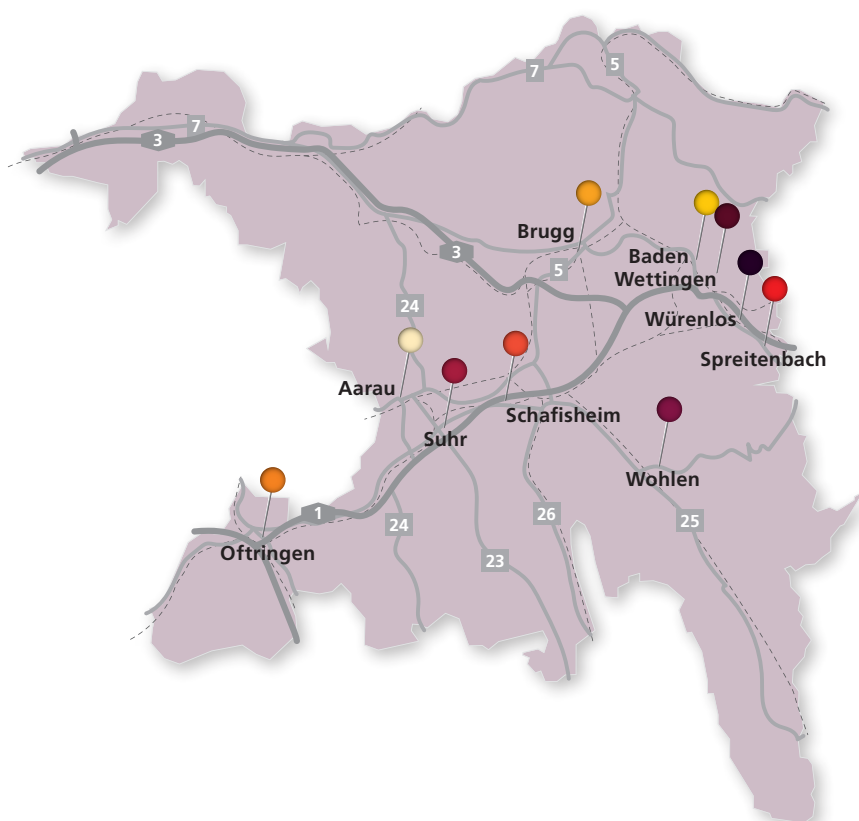 5
7
7
3
Brugg
Baden
Wettingen
3
5
24
Würenlos
Spreitenbach
Aarau
Schafisheim
Suhr
Wohlen
1
26
25
24
Oftringen
23